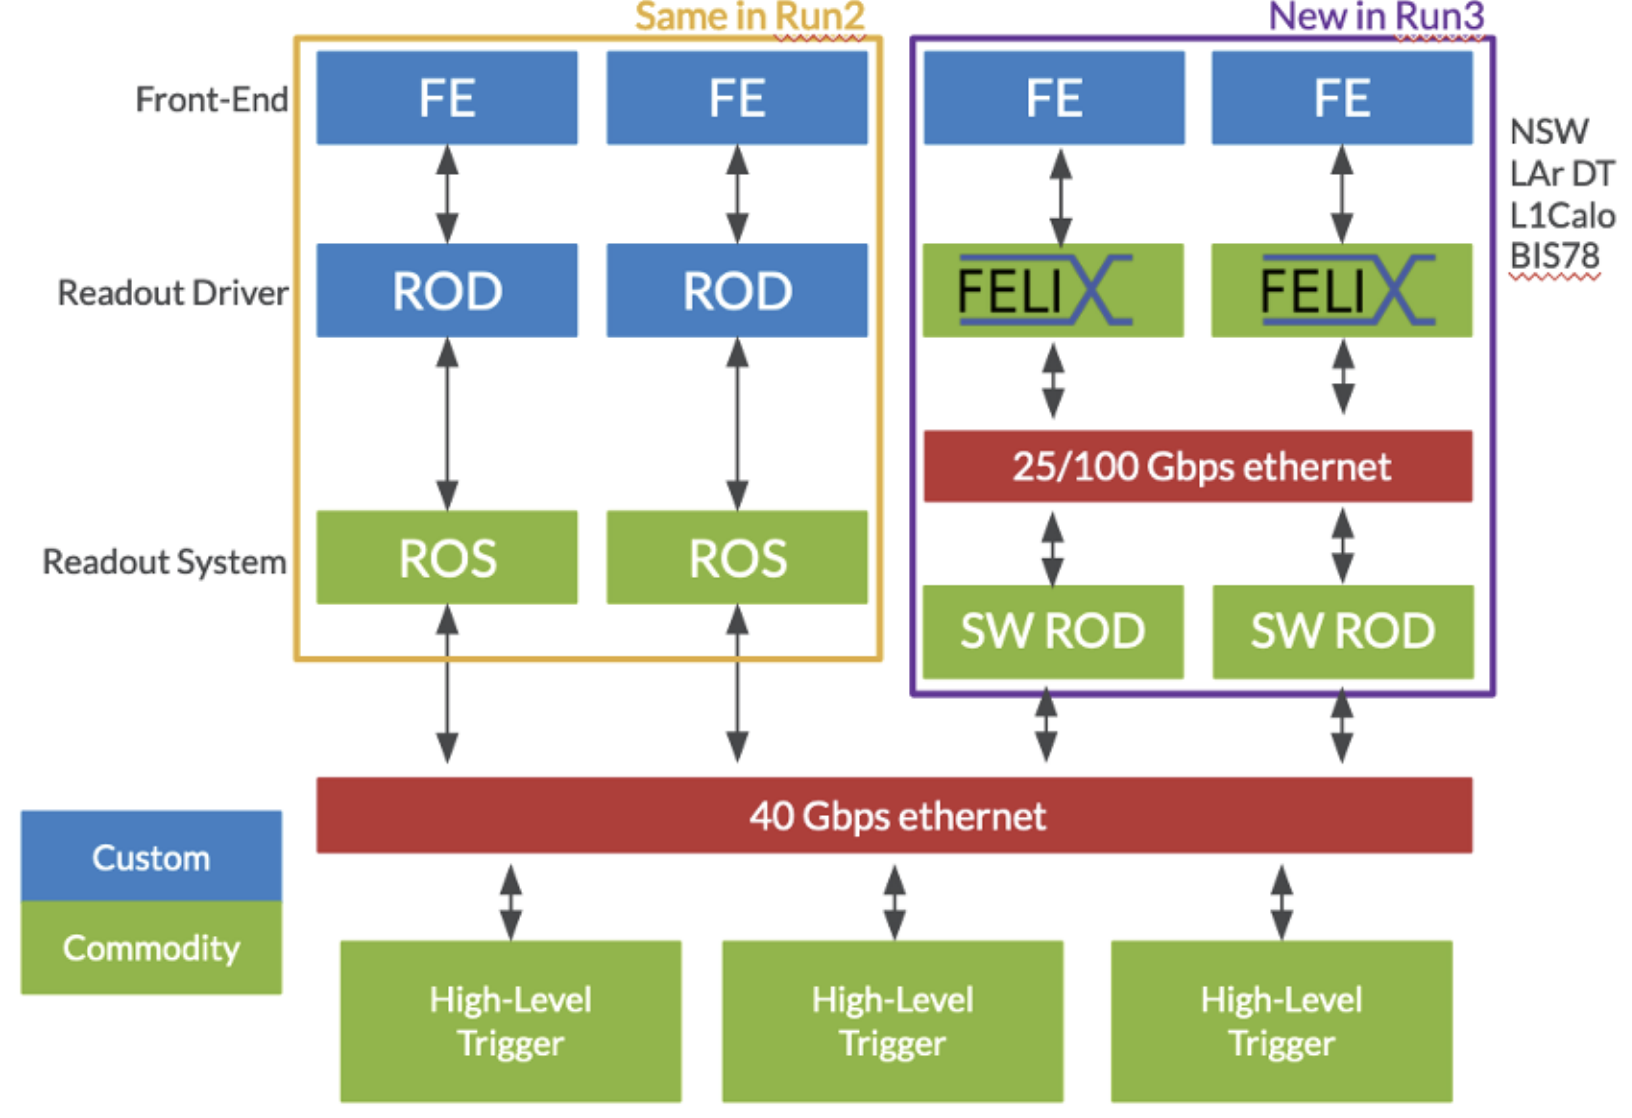 Same in Run2
New in Run3
Front-End
FE
FE
FE
FE
NSW
LAr DT
L1Calo
BIS78
Readout Driver
ROD
ROD
FELIX
FELIX
25/100 Gbps ethernet
Readout System
ROS
ROS
SW ROD
SW ROD
40 Gbps ethernet
Custom
Commodity
High-Level
Trigger
High-Level
Trigger
High-Level
Trigger